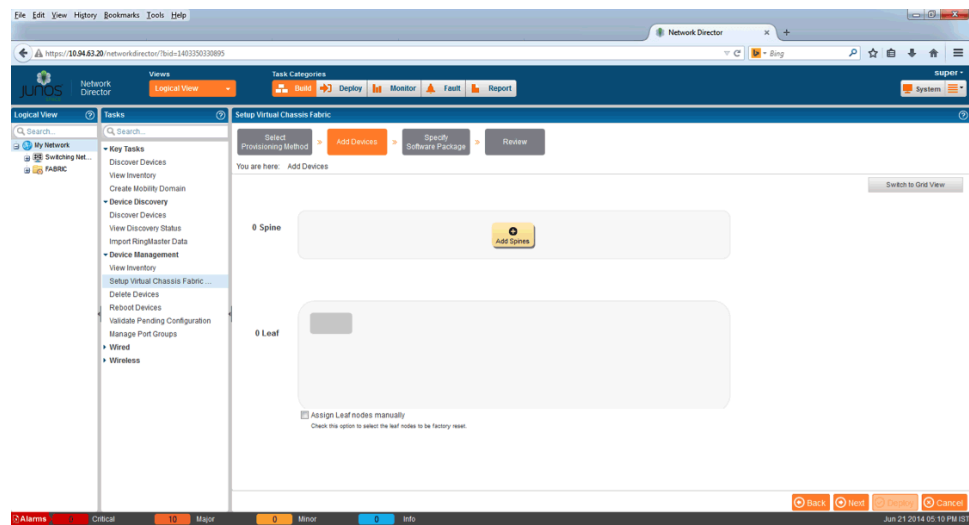 File Edit View History Bookmarks Tools Help
Network Director × +
https://10.94.63.20/networkdirector/?bid=1403350330895
Bing
JUNOS Network Director
Views
Logical View
Task Categories
Build Deploy Monitor Fault Report
super
System
Logical View
Tasks
Setup Virtual Chassis Fabric
Search...
Search...
My Network
Switching Net...
FABRIC
Key Tasks
Discover Devices
View Inventory
Create Mobility Domain
Device Discovery
Discover Devices
View Discovery Status
Import RingMaster Data
Device Management
View Inventory
Setup Virtual Chassis Fabric ...
Delete Devices
Reboot Devices
Validate Pending Configuration
Manage Port Groups
Wired
Wireless
Select Provisioning Method » Add Devices » Specify Software Package » Review
You are here: Add Devices
Switch to Grid View
0 Spine
Add Spines
0 Leaf
Assign Leaf nodes manually
Check this option to select the leaf nodes to be factory reset.
Back Next Deploy Cancel
Alarms 0 Critical 10 Major 0 Minor 0 Info
Jun 21 2014 05:10 PM IST